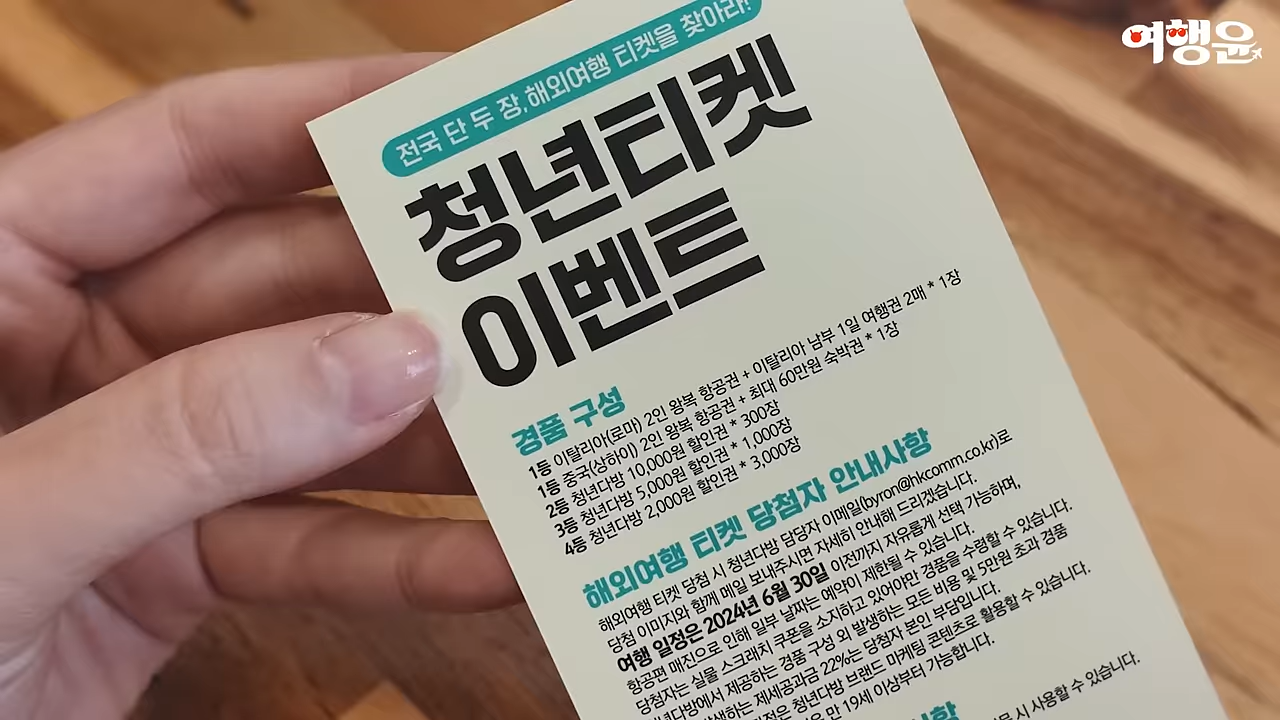 여행윤
전국 단 두 장, 해외여행 티켓을 찾아라!
청년티켓
이벤트
경품 구성
1등 이탈리아(로마) 2인 왕복 항공권 + 이탈리아 남부 1일 여행권 2매 * 1장
1등 중국(상하이) 2인 왕복 항공권 + 최대 60만원 숙박권 * 1장
2등 청년다방 10,000원 할인권 * 300장
3등 청년다방 5,000원 할인권 * 1,000장
4등 청년다방 2,000원 할인권 * 3,000장
해외여행 티켓 당첨자 안내사항
해외여행 티켓 당첨 시 청년다방 담당자 이메일(byron@hkcomm.co.kr)로
당첨 이미지와 함께 메일 보내주시면 자세히 안내해 드리겠습니다.
여행 일정은 2024년 6월 30일 이전까지 자유롭게 선택 가능하며,
항공편 매진으로 인해 일부 날짜는 예약이 제한될 수 있습니다.
당첨자는 실물 스크래치 쿠폰을 소지하고 있어야만 경품을 수령할 수 있습니다.
년다방에서 제공하는 경품 구성 외 발생하는 모든 비용 및 5만원 초과 경품
발생하는 제세공과금 22%는 당첨자 본인 부담입니다.
청년다방 브랜드 마케팅 콘텐츠로 활용할 수 있습니다.
만 19세 이상부터 가능합니다.
시 사용할 수 있습니다.